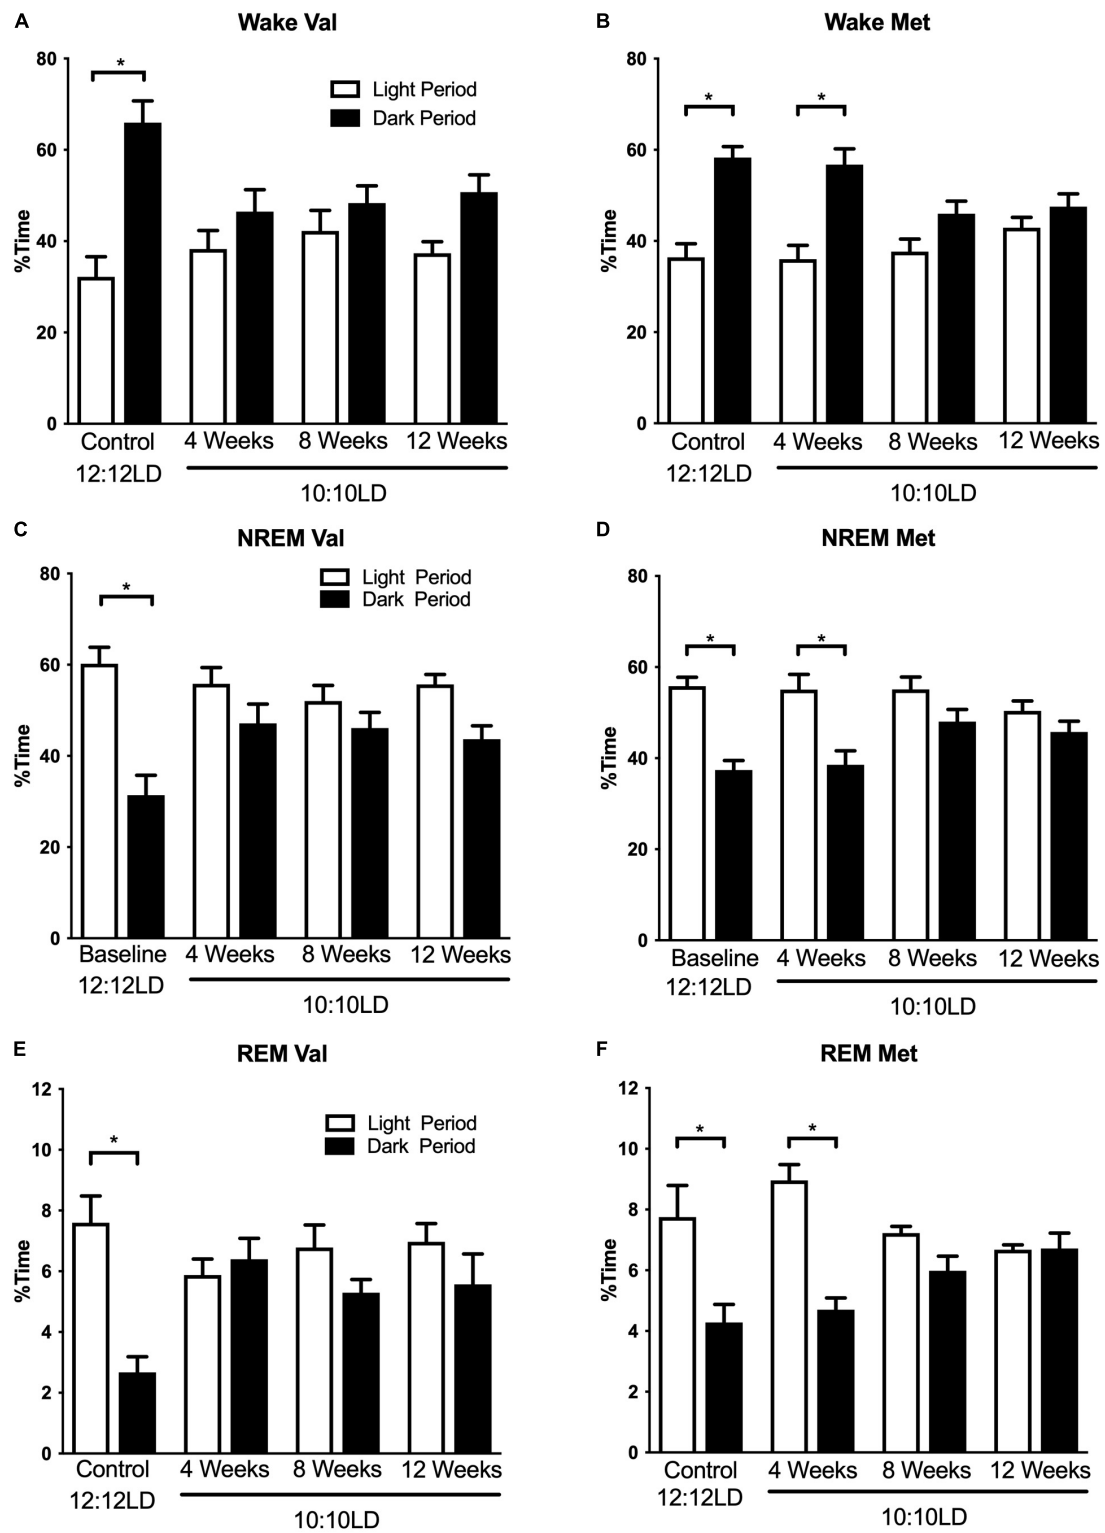 A
Wake Val
80
60
40
20
0
%Time
*
Light Period
Dark Period
Control
4 Weeks
8 Weeks
12 Weeks
12:12LD
10:10LD
B
Wake Met
80
60
40
20
0
%Time
*
*
Control
4 Weeks
8 Weeks
12 Weeks
12:12LD
10:10LD
C
NREM Val
80
60
40
20
0
%Time
*
Light Period
Dark Period
Baseline
4 Weeks
8 Weeks
12 Weeks
12:12LD
10:10LD
D
NREM Met
80
60
40
20
0
%Time
*
*
Baseline
4 Weeks
8 Weeks
12 Weeks
12:12LD
10:10LD
E
REM Val
12
10
8
6
4
2
0
%Time
*
Light Period
Dark Period
Control
4 Weeks
8 Weeks
12 Weeks
12:12LD
10:10LD
F
REM Met
12
10
8
6
4
2
0
%Time
*
*
Control
4 Weeks
8 Weeks
12 Weeks
12:12LD
10:10LD